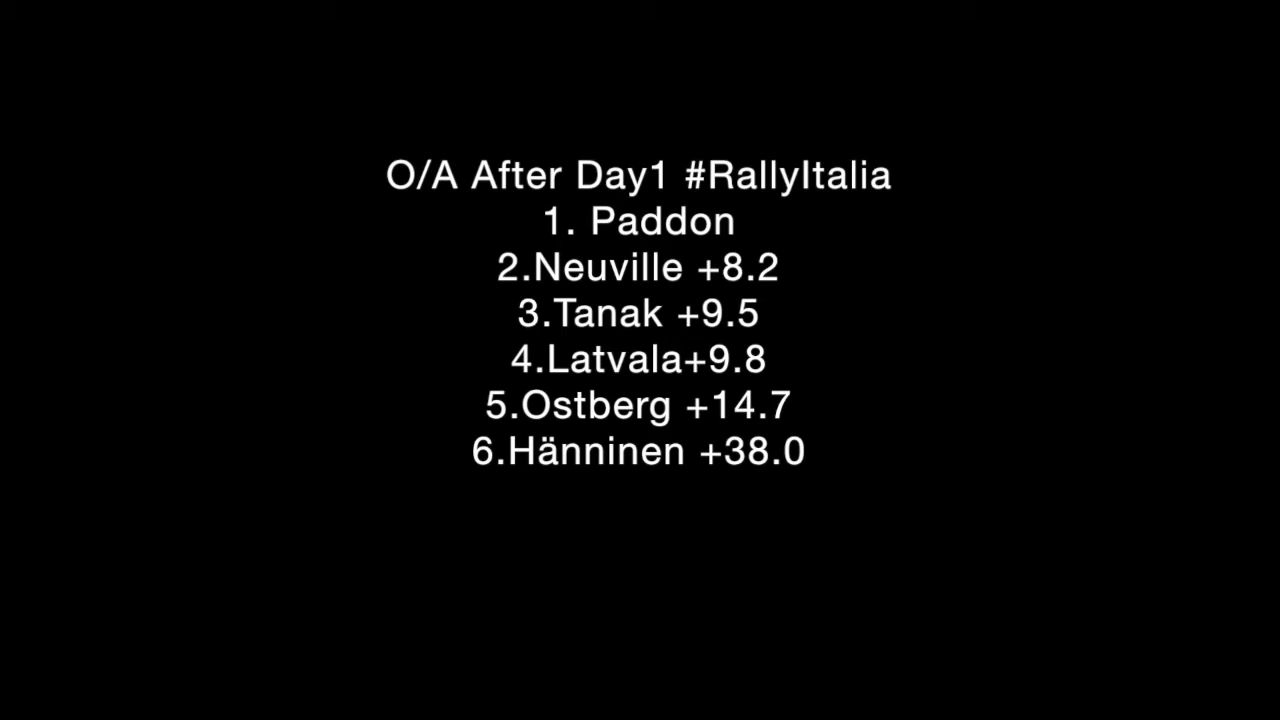 O/A After Day1 #RallyItalia
1. Paddon
2.Neuville +8.2
3.Tanak +9.5
4.Latvala+9.8
5.Ostberg +14.7
6.Hänninen +38.0